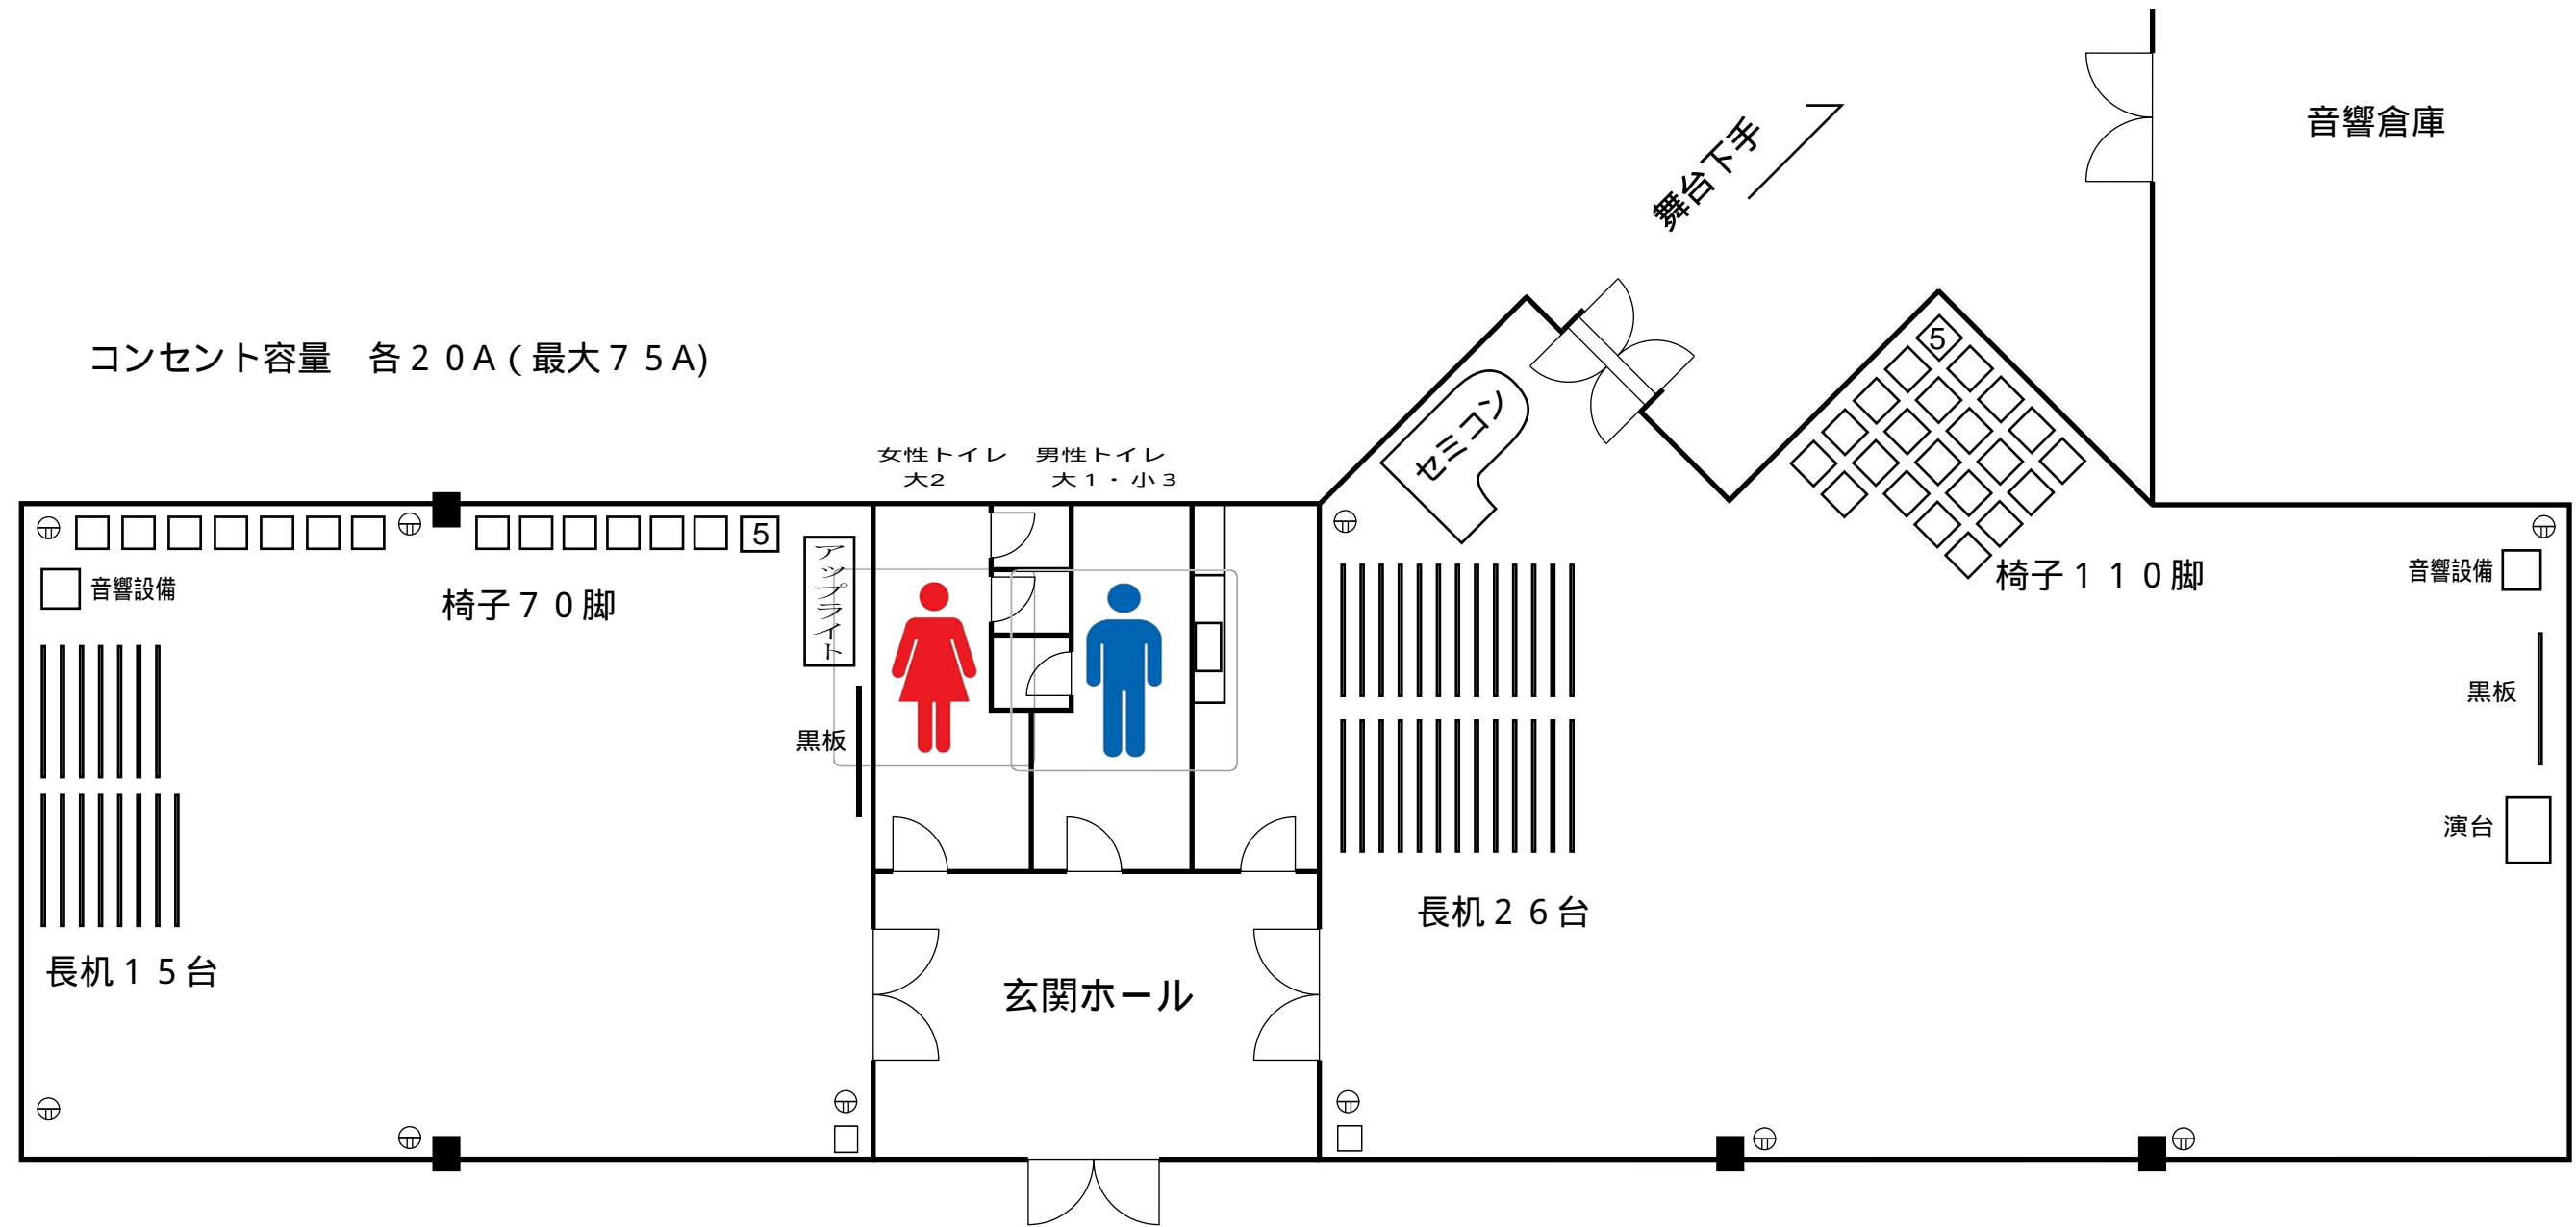 音響倉庫
舞台下手
コンセント容量　各２０A（最大７５A)
5
セミコン
女性トイレ　男性トイレ
大2　大１・小３
5
アップライト
音響設備
椅子７０脚
椅子１１０脚
音響設備
黒板
黒板
演台
長机２６台
長机１５台
玄関ホール